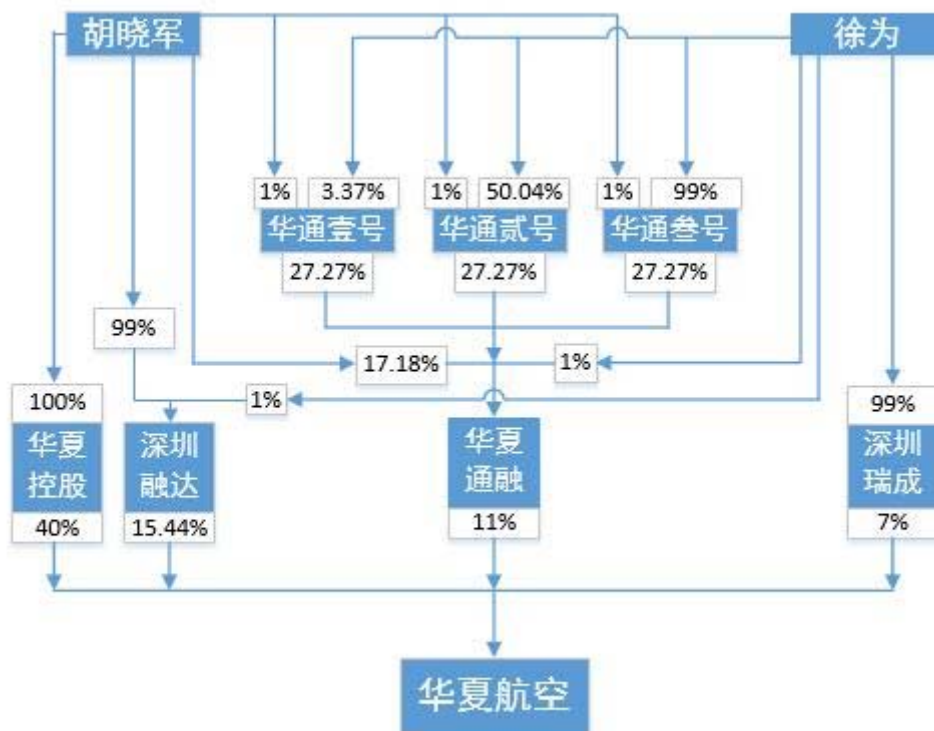 胡晓军
徐为
1%
3.37%
1%
50.04%
1%
99%
华通壹号
华通贰号
华通叁号
27.27%
27.27%
27.27%
99%
17.18%
1%
1%
100%
99%
华夏
控股
深圳
融达
华夏
通融
深圳
瑞成
40%
15.44%
11%
7%
华夏航空